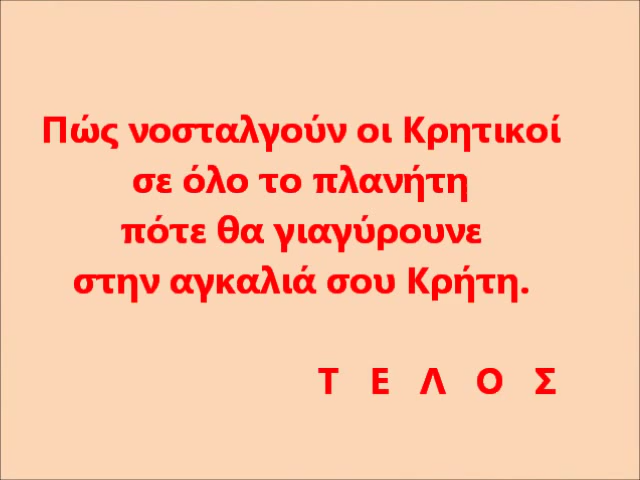 Πώς νοσταλγούν οι Κρητικοί
σε όλο το πλανήτη
πότε θα γιαγύρουνε
στην αγκαλιά σου Κρήτη.
Τ Ε Λ Ο Σ